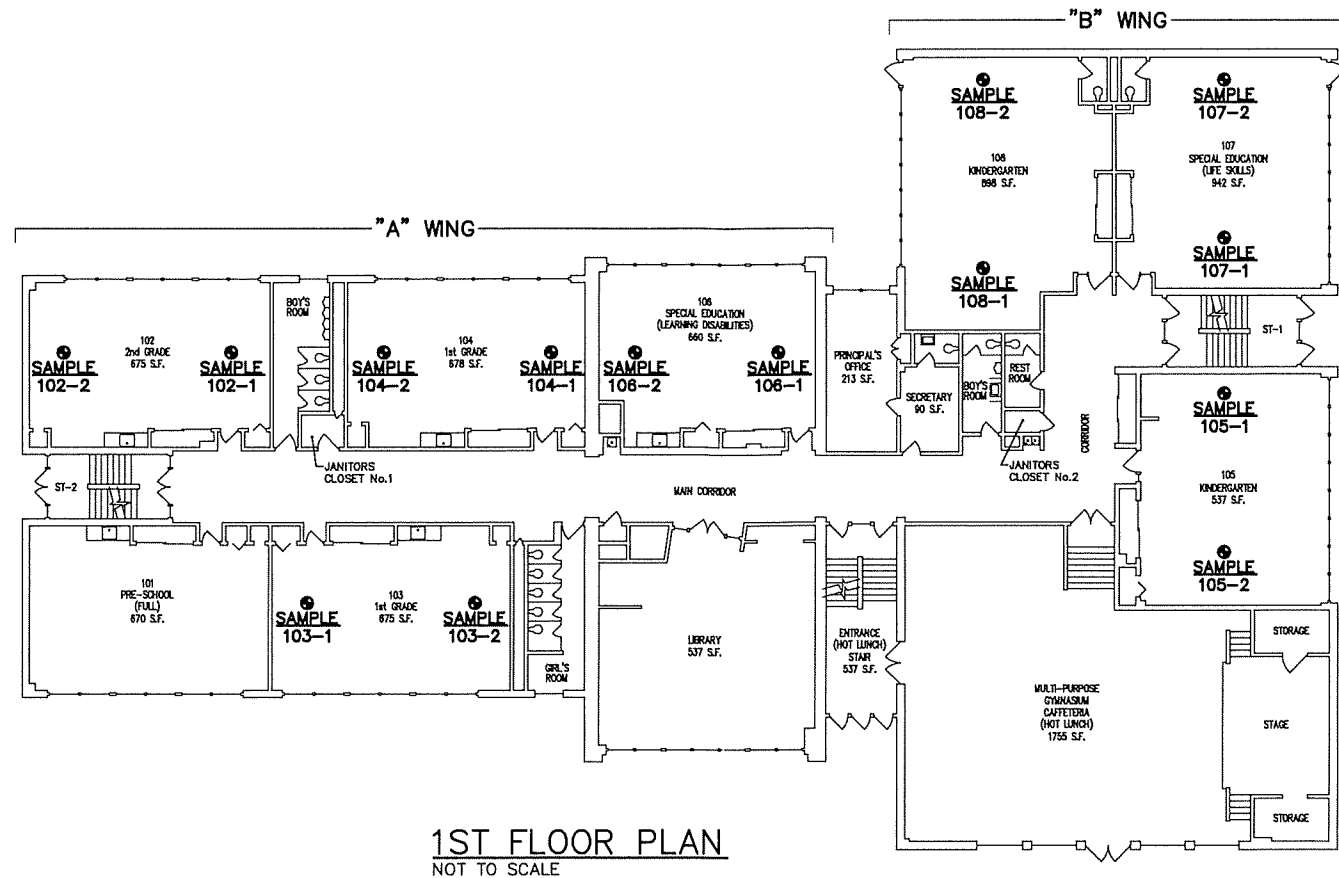 "B" WING
SAMPLE
108-2
SAMPLE
107-2
108
KINDERGARTEN
898 S.F.
107
SPECIAL EDUCATION
(LIFE SKILLS)
942 S.F.
SAMPLE
108-1
SAMPLE
107-1
"A" WING
BOY'S
ROOM
102
2nd GRADE
675 S.F.
SAMPLE
102-2
SAMPLE
102-1
104
1st GRADE
678 S.F.
SAMPLE
104-2
SAMPLE
104-1
106
SPECIAL EDUCATION
(LEARNING DISABILITIES)
660 S.F.
SAMPLE
106-2
SAMPLE
106-1
PRINCIPAL'S
OFFICE
213 S.F.
SECRETARY
90 S.F.
BOY'S
ROOM
REST
ROOM
ST-1
CORRIDOR
SAMPLE
105-1
105
KINDERGARTEN
537 S.F.
SAMPLE
105-2
JANITORS
CLOSET No.1
JANITORS
CLOSET No.2
ST-2
MAIN CORRIDOR
101
PRE-SCHOOL
(FULL)
670 S.F.
103
1st GRADE
675 S.F.
SAMPLE
103-1
SAMPLE
103-2
GIRL'S
ROOM
LIBRARY
537 S.F.
ENTRANCE
(HOT LUNCH)
STAIR
537 S.F.
MULTI-PURPOSE
GYMNASIUM
CAFFETERIA
(HOT LUNCH)
1755 S.F.
STORAGE
STAGE
STORAGE
1ST FLOOR PLAN
NOT TO SCALE